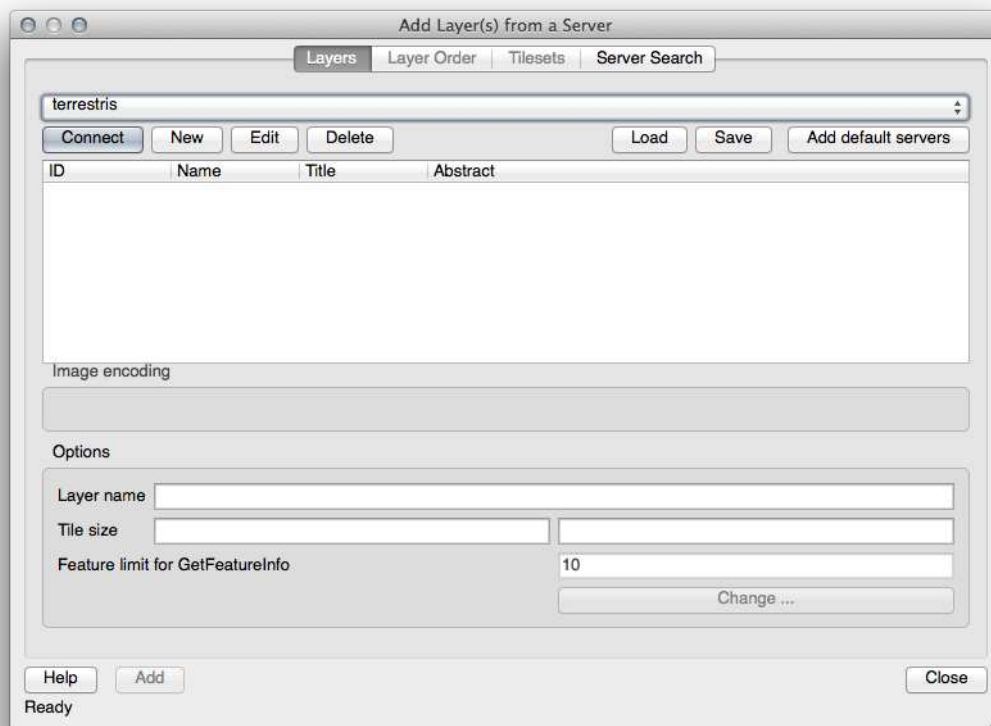 Add Layer(s) from a Server
Layers Layer Order Tilesets Server Search
terrestris
Connect New Edit Delete Load Save Add default servers
ID Name Title Abstract
Image encoding
Options
Layer name
Tile size
Feature limit for GetFeatureInfo 10
Change ...
Help Add Close
Ready